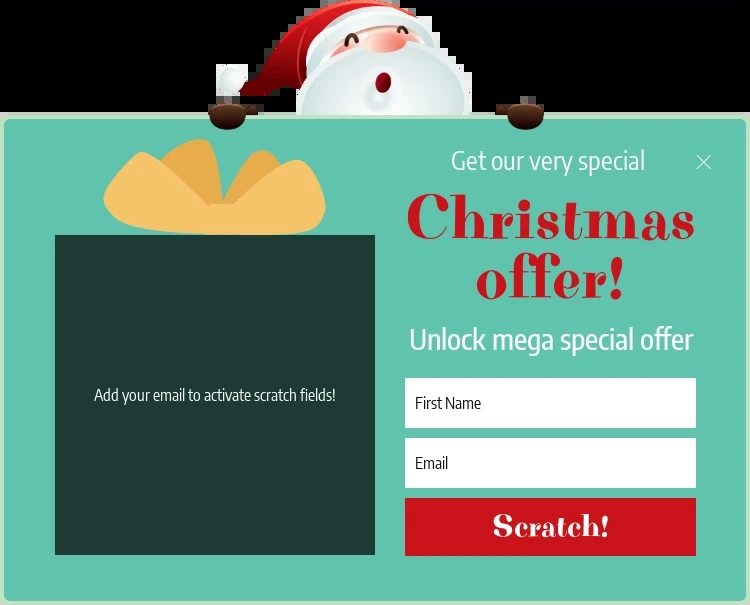 Get our very special
Christmas
offer!
Unlock mega special offer
Add your email to activate scratch fields!
First Name
Email
Scratch!